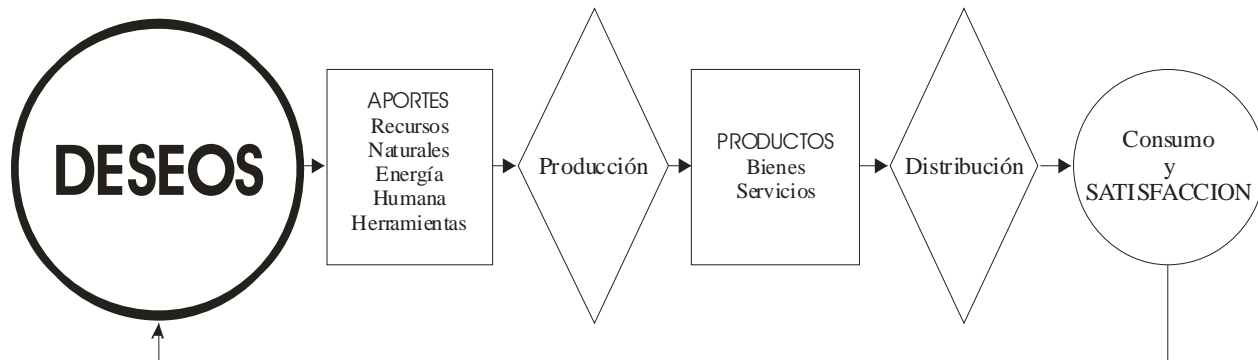 DESEOS
APORTES
Recursos
Naturales
Energía
Humana
Herramientas
Producción
PRODUCTOS
Bienes
Servicios
Distribución
Consumo
y
SATISFACCION